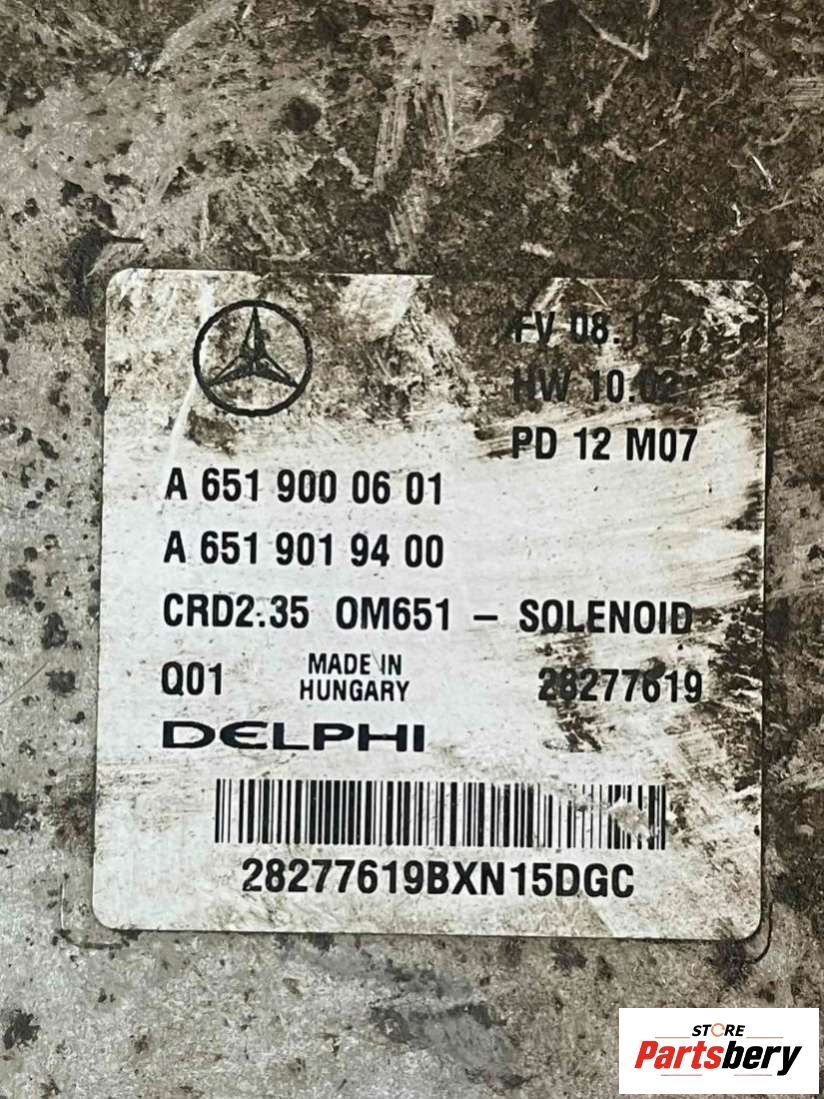 FV 08.
HW 10.02
PD 12 M07
A 651 900 06 01
A 651 901 94 00
CRD2.35 OM651 – SOLENOID
Q01 MADE IN HUNGARY 28277619
DELPHI
28277619BXN15DGC
STORE
Partsbery